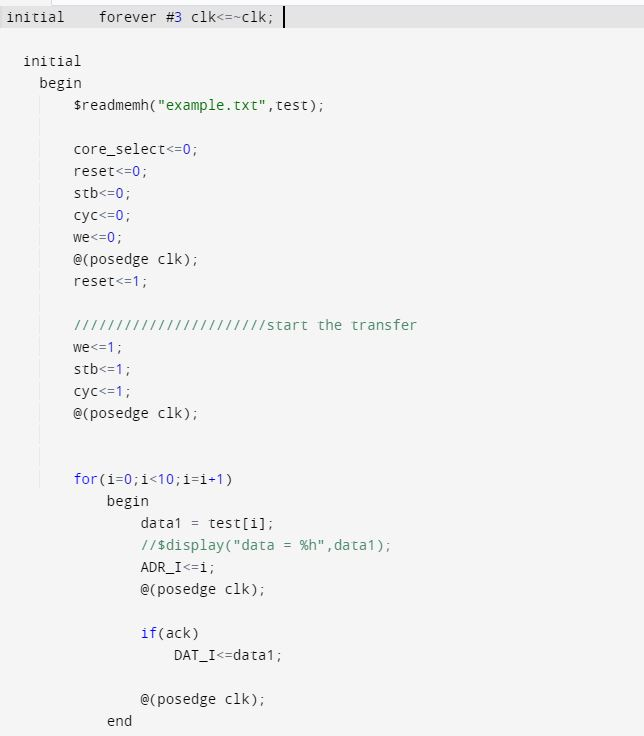 initial    forever #3 clk<=~clk;
initial
begin
$readmemh("example.txt",test);
core_select<=0;
reset<=0;
stb<=0;
cyc<=0;
we<=0;
@(posedge clk);
reset<=1;
///////////////////////start the transfer
we<=1;
stb<=1;
cyc<=1;
@(posedge clk);
for(i=0;i<10;i=i+1)
begin
data1 = test[i];
//$display("data = %h",data1);
ADR_I<=i;
@(posedge clk);
if(ack)
DAT_I<=data1;
@(posedge clk);
end